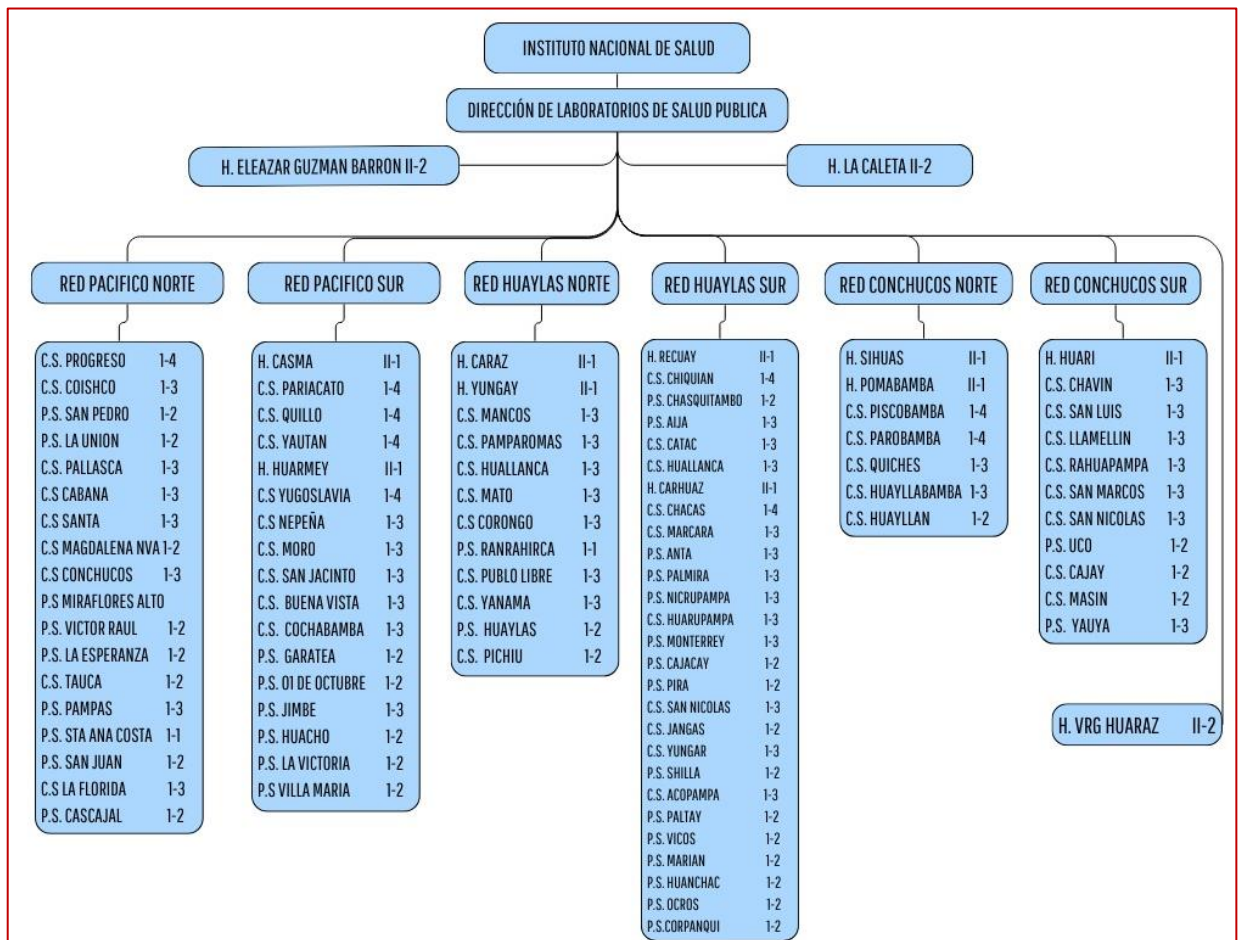 INSTITUTO NACIONAL DE SALUD
DIRECCIÓN DE LABORATORIOS DE SALUD PUBLICA
H. ELEAZAR GUZMAN BARRON II-2
H. LA CALETA II-2
RED PACIFICO NORTE
C.S. PROGRESO 1-4
C.S. COISHCO 1-3
P.S. SAN PEDRO 1-2
P.S. LA UNION 1-2
C.S. PALLASCA 1-3
C.S CABANA 1-3
C.S SANTA 1-3
C.S MAGDALENA NVA 1-2
C.S CONCHUCOS 1-3
P.S MIRAFLORES ALTO
P.S. VICTOR RAUL 1-2
P.S. LA ESPERANZA 1-2
C.S. TAUCA 1-2
P.S. PAMPAS 1-3
P.S. STA ANA COSTA 1-1
P.S. SAN JUAN 1-2
C.S LA FLORIDA 1-3
P.S. CASCAJAL 1-2
RED PACIFICO SUR
H. CASMA II-1
C.S. PARIACATO 1-4
C.S. QUILLO 1-4
C.S. YAUTAN 1-4
H. HUARMEY II-1
C.S YUGOSLAVIA 1-4
C.S NEPEÑA 1-3
C.S. MORO 1-3
C.S. SAN JACINTO 1-3
C.S. BUENA VISTA 1-3
C.S. COCHABAMBA 1-3
P.S. GARATEA 1-2
P.S. 01 DE OCTUBRE 1-2
P.S. JIMBE 1-3
P.S. HUACHO 1-2
P.S. LA VICTORIA 1-2
P.S VILLA MARIA 1-2
RED HUAYLAS NORTE
H. CARAZ II-1
H. YUNGAY II-1
C.S. MANCOS 1-3
C.S. PAMPAROMAS 1-3
C.S. HUALLANCA 1-3
C.S. MATO 1-3
C.S CORONGO 1-3
P.S. RANRAHIRCA 1-1
C.S. PUBLO LIBRE 1-3
C.S. YANAMA 1-3
P.S. HUAYLAS 1-2
C.S. PICHIU 1-2
RED HUAYLAS SUR
H. RECUAY II-1
C.S. CHIQUIAN 1-4
P.S. CHASQUITAMBO 1-2
P.S. AIJA 1-3
C.S. CATAC 1-3
C.S. HUALLANCA 1-3
H. CARHUAZ II-1
C.S. CHACAS 1-4
C.S. MARCARA 1-3
P.S. ANTA 1-3
P.S. PALMIRA 1-3
P.S. NICRUPAMPA 1-3
C.S. HUARUPAMPA 1-3
P.S. MONTERREY 1-3
P.S. CAJACAY 1-2
P.S. PIRA 1-2
C.S. SAN NICOLAS 1-3
C.S. JANGAS 1-2
C.S. YUNGAR 1-3
P.S. SHILLA 1-2
C.S. ACOPAMPA 1-3
P.S. PALTAY 1-2
P.S. VICOS 1-2
P.S. MARIAN 1-2
P.S. HUANCHAC 1-2
P.S. OCROS 1-2
P.S.CORPANQUI 1-2
RED CONCHUCOS NORTE
H. SIHUAS II-1
H. POMABAMBA II-1
C.S. PISCOBAMBA 1-4
C.S. PAROBAMBA 1-4
C.S. QUICHES 1-3
C.S. HUAYLLABAMBA 1-3
C.S. HUAYLLAN 1-2
RED CONCHUCOS SUR
H. HUARI II-1
C.S. CHAVIN 1-3
C.S. SAN LUIS 1-3
C.S. LLAMELLIN 1-3
C.S. RAHUAPAMPA 1-3
C.S. SAN MARCOS 1-3
C.S. SAN NICOLAS 1-3
P.S. UCO 1-2
C.S. CAJAY 1-2
C.S. MASIN 1-2
P.S. YAUYA 1-3
H. VRG HUARAZ II-2